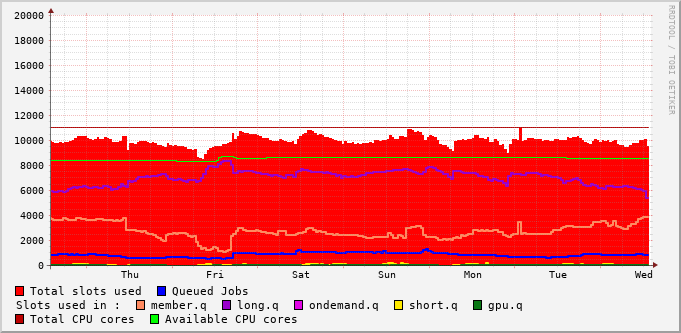 20000
18000
16000
14000
12000
10000
8000
6000
4000
2000
0
Thu Fri Sat Sun Mon Tue Wed
Total slots used Queued Jobs
Slots used in : member.q long.q ondemand.q short.q gpu.q
Total CPU cores Available CPU cores
RRDTOOL / TOBI OETIKER